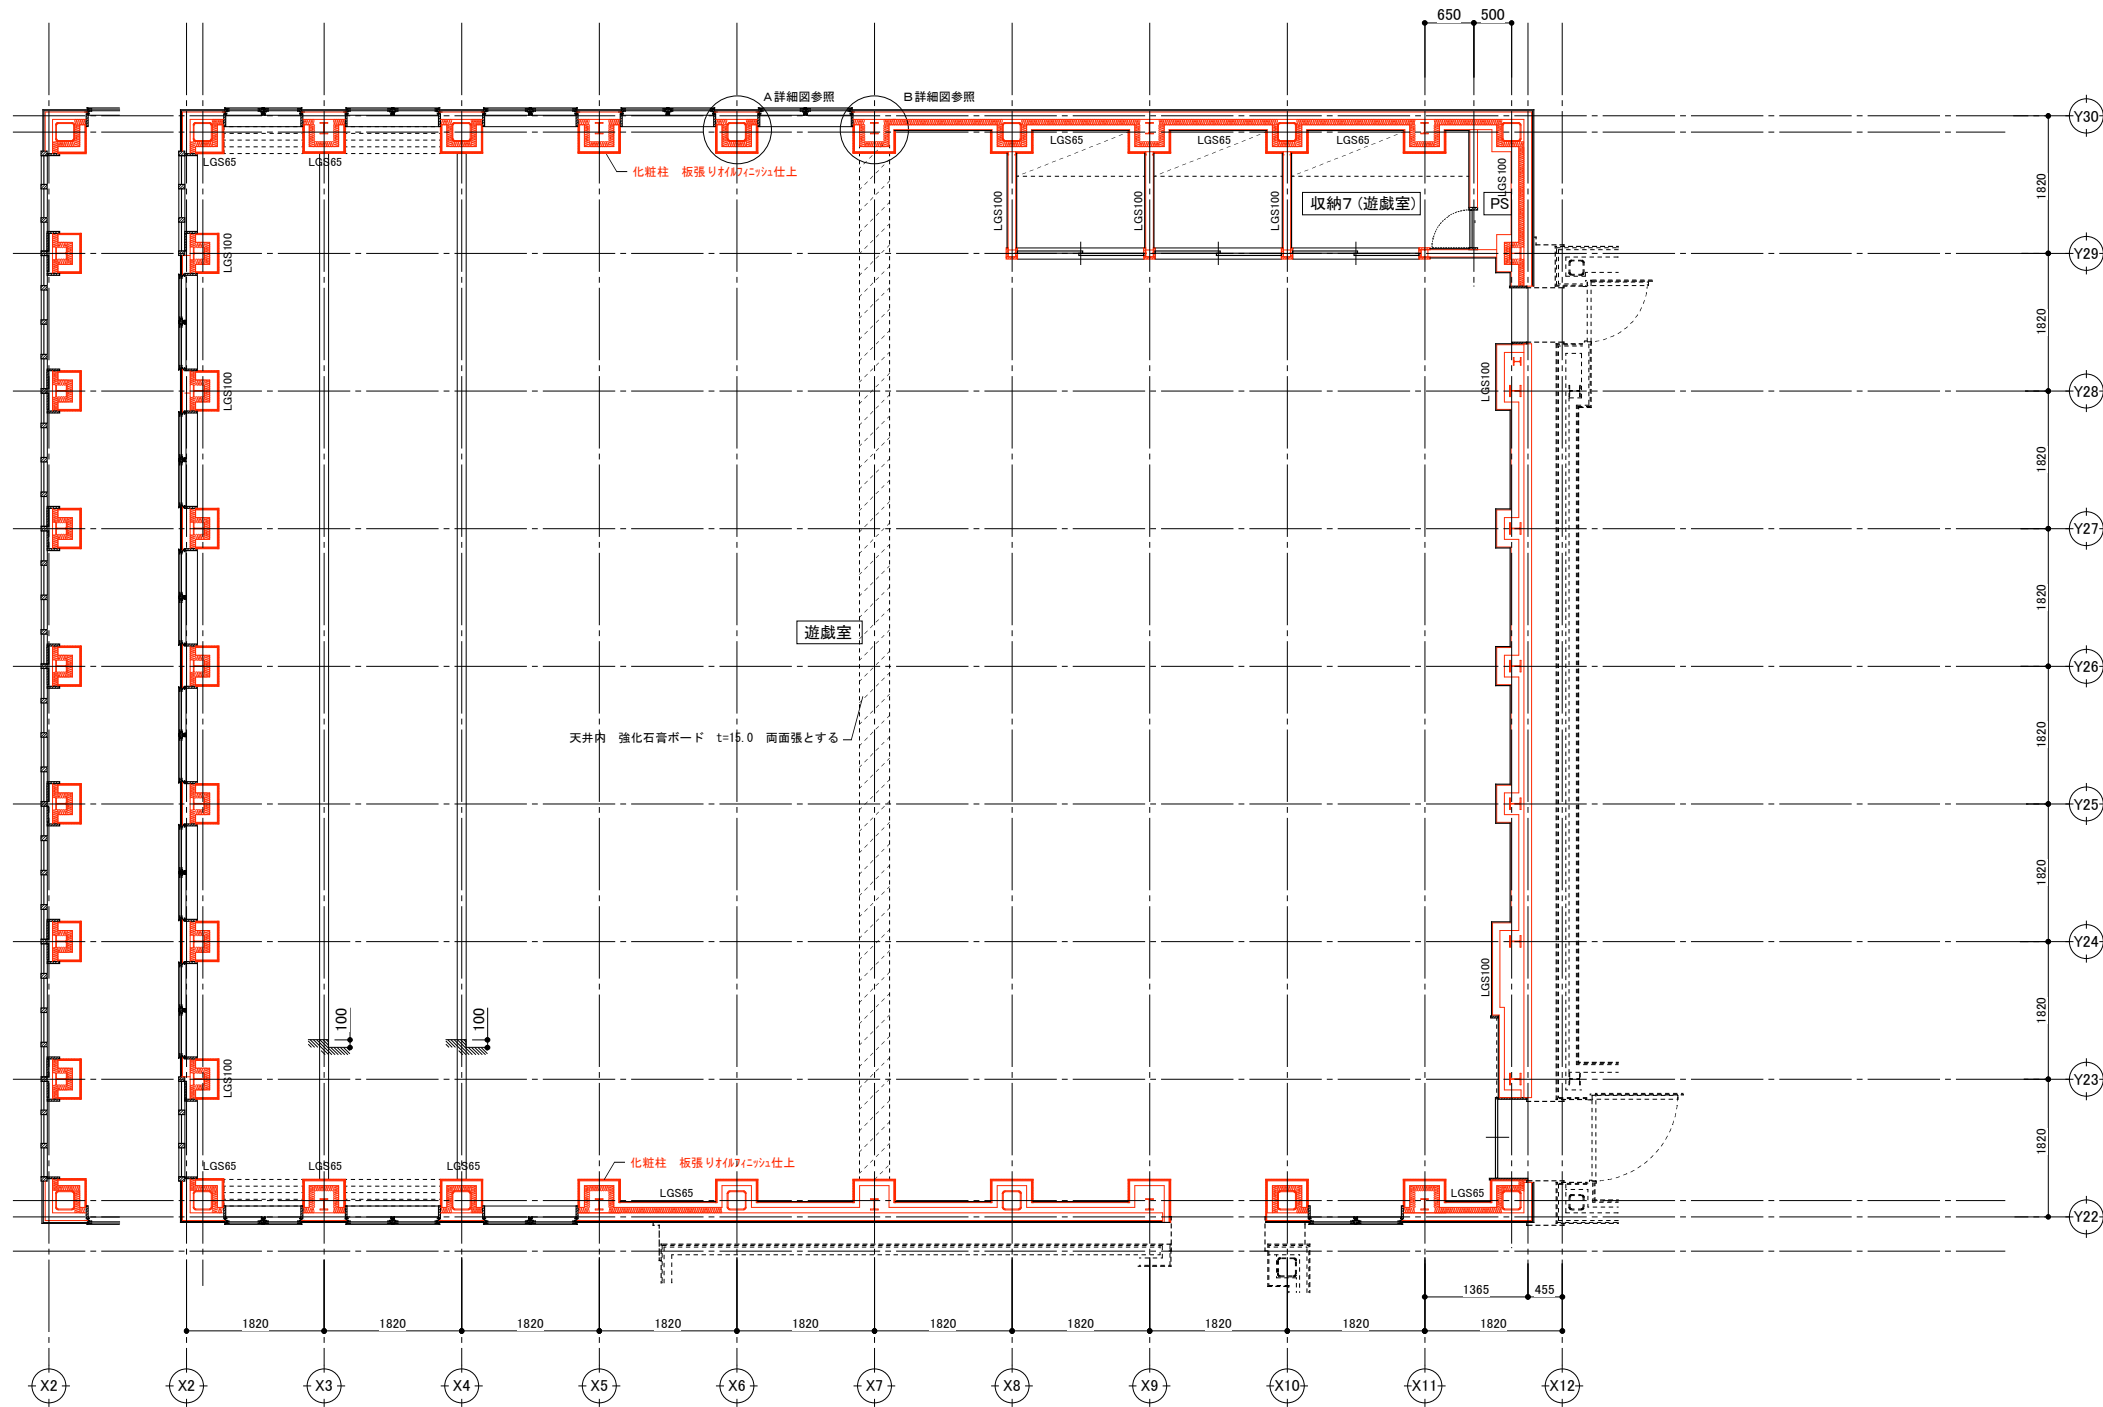 650 500
A詳細図参照 B詳細図参照
Y30
LGS65 LGS65 LGS65 LGS65 LGS65
化粧柱 板張りオイルフィニッシュ仕上
LGS100 LGS100 LGS100 LGS100
収納7 (遊戯室) PS
1820
LGS100
Y29
1820
LGS100 LGS100
Y28
1820
Y27
1820
遊戯室
Y26
天井内 強化石膏ボード t=15.0 両面張とする
1820
Y25
1820
Y24
LGS100
100 100
1820
LGS100
Y23
1820
化粧柱 板張りオイルフィニッシュ仕上
LGS65 LGS65 LGS65 LGS65 LGS65
Y22
1365 455
1820 1820 1820 1820 1820 1820 1820 1820 1820 1820
X2 X2 X3 X4 X5 X6 X7 X8 X9 X10 X11 X12